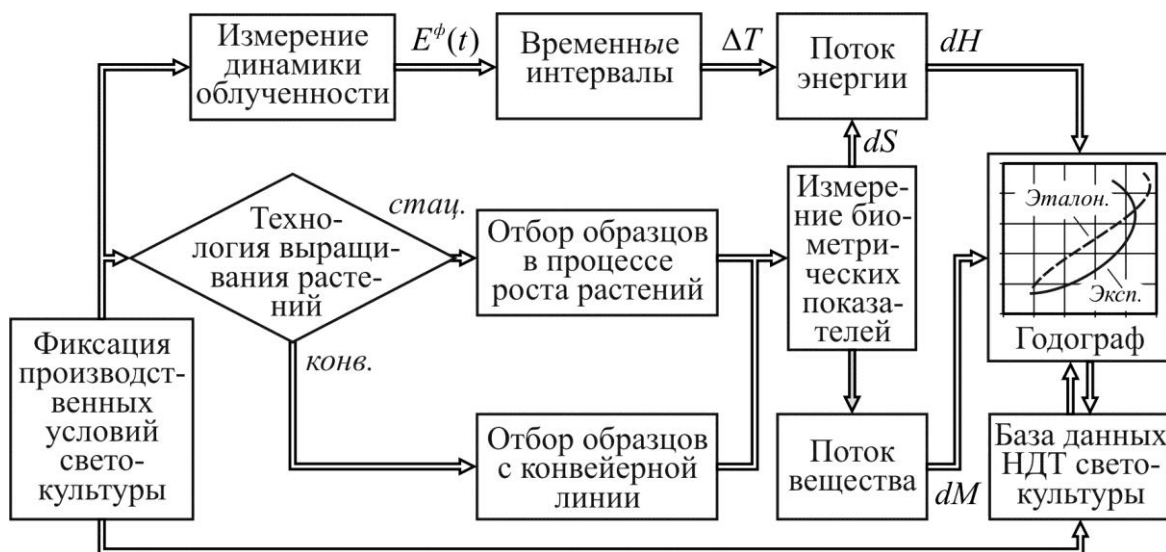 Измерение
динамики
облученности
E^ф(t)
Временные
интервалы
ΔT
Поток
энергии
dH
Техно-
логия выращи-
вания расте-
ний
стац.
конв.
Отбор образцов
в процессе
роста растений
Отбор образцов
с конвейерной
линии
dS
Измере-
ние био-
метри-
ческих
показа-
телей
Поток
вещества
dM
Эталон.
Эксп.
Годограф
Фиксация
производст-
венных
условий
свето-
культуры
База данных
НДТ свето-
культуры